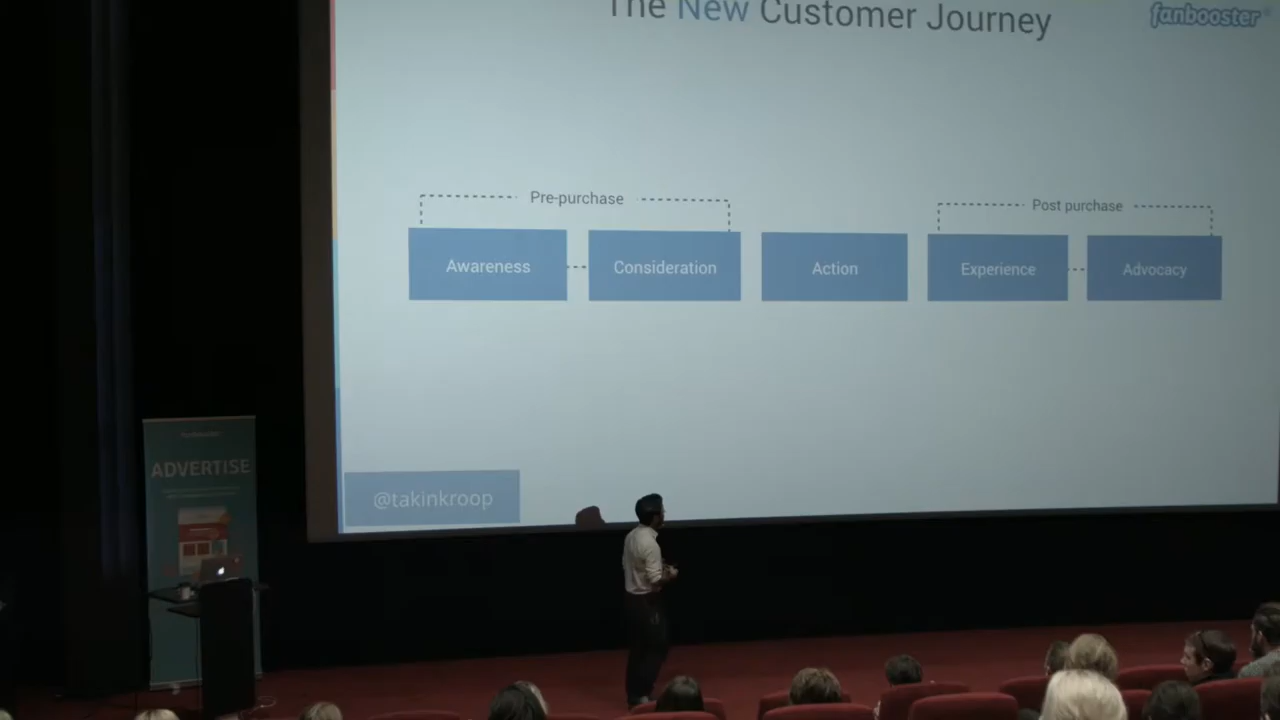 The New Customer Journey
fanbooster
Pre-purchase
Post purchase
Awareness
Consideration
Action
Experience
Advocacy
@takinkroop
ADVERTISE